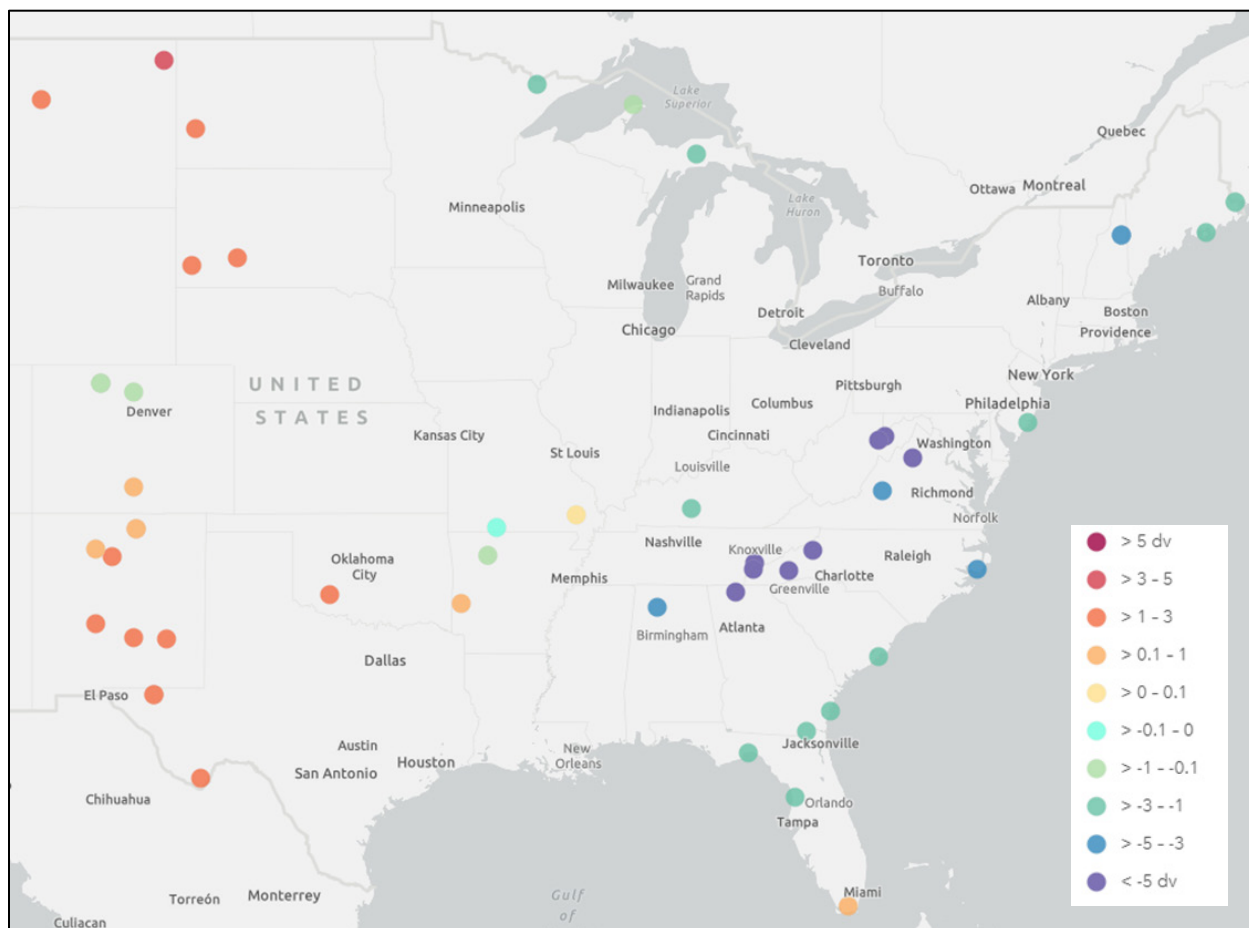 Lake
Superior
Quebec
Ottawa
Montreal
Minneapolis
Lake
Huron
Toronto
Buffalo
Milwaukee
Grand
Rapids
Albany
Detroit
Boston
Chicago
Providence
Cleveland
New York
UNITED
STATES
Pittsburgh
Denver
Columbus
Philadelphia
Indianapolis
Kansas City
Cincinnati
Washington
St Louis
Louisville
Richmond
Norfolk
Nashville
Knoxville
Raleigh
Oklahoma
City
Memphis
Charlotte
Greenville
Atlanta
Birmingham
Dallas
El Paso
Jacksonville
Austin
New
Orleans
Houston
San Antonio
Chihuahua
Orlando
Tampa
Miami
Torreón
Monterrey
Gulf
of
Culiacan
> 5 dv
> 3 - 5
> 1 - 3
> 0.1 - 1
> 0 - 0.1
> -0.1 - 0
> -1 - -0.1
> -3 - -1
> -5 - -3
< -5 dv